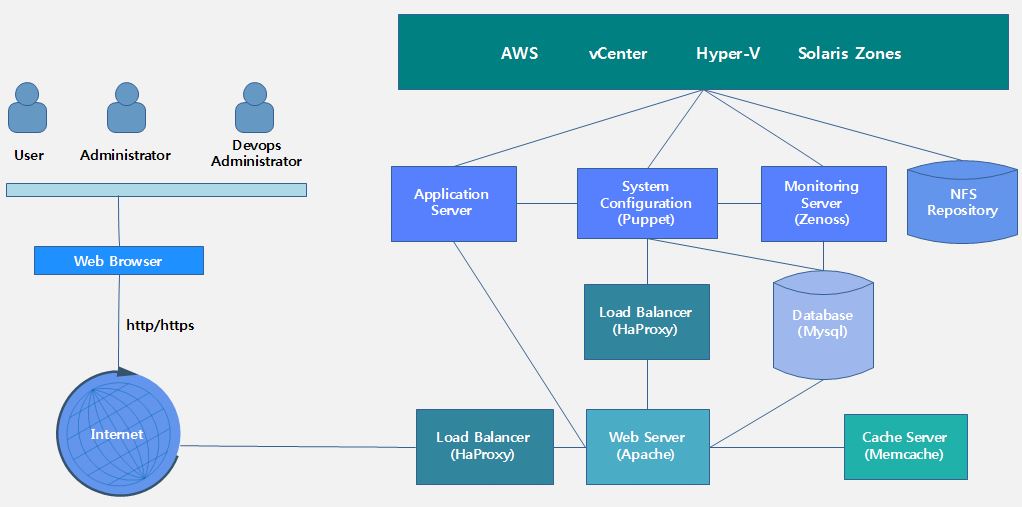 AWS vCenter Hyper-V Solaris Zones
User
Administrator
Devops
Administrator
Application
Server
System
Configuration
(Puppet)
Monitoring
Server
(Zenoss)
NFS
Repository
Web Browser
http/https
Load Balancer
(HaProxy)
Database
(Mysql)
Internet
Load Balancer
(HaProxy)
Web Server
(Apache)
Cache Server
(Memcache)